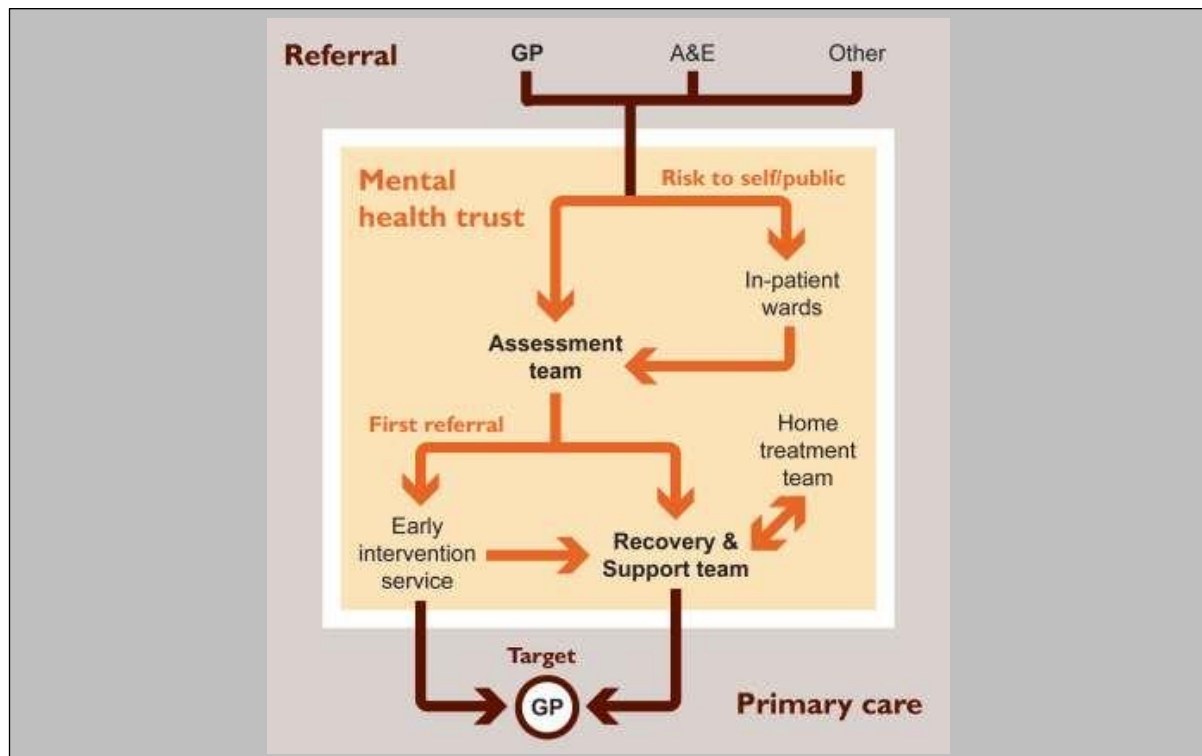 Referral
GP
A&E
Other
Mental
health trust
Risk to self/public
In-patient
wards
Assessment
team
First referral
Home
treatment
team
Early
intervention
service
Recovery &
Support team
Target
GP
Primary care